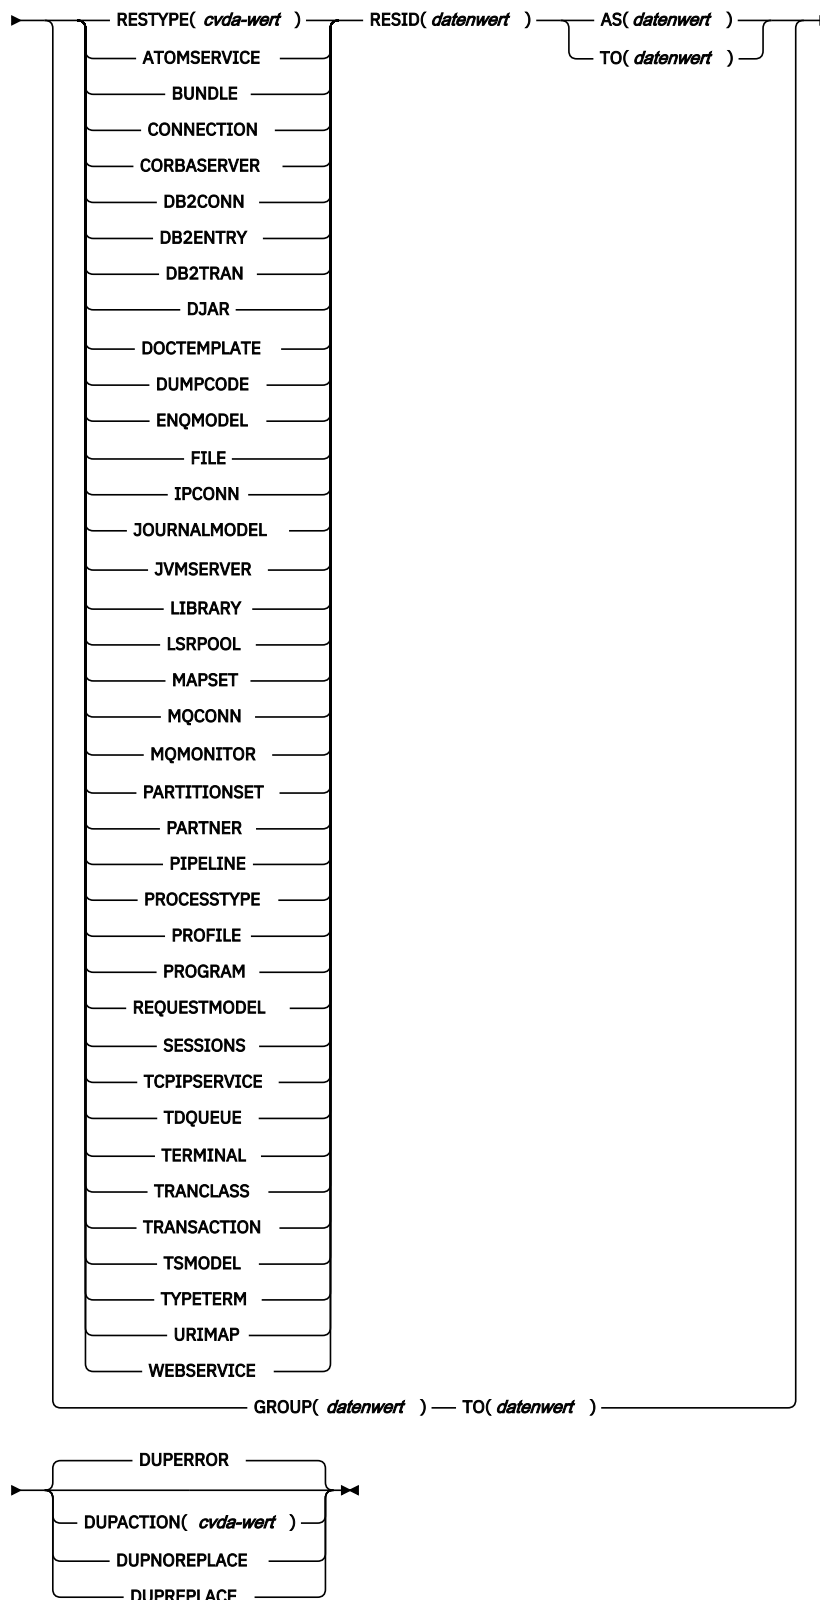 RESTYPE( cvda-wert ) RESID( datenwert ) AS( datenwert )
TO( datenwert )
ATOMSERVICE
BUNDLE
CONNECTION
CORBASERVER
DB2CONN
DB2ENTRY
DB2TRAN
DJAR
DOCTEMPLATE
DUMPCODE
ENQMODEL
FILE
IPCONN
JOURNALMODEL
JVMSERVER
LIBRARY
LSRPOOL
MAPSET
MQCONN
MQMONITOR
PARTITIONSET
PARTNER
PIPELINE
PROCESSTYPE
PROFILE
PROGRAM
REQUESTMODEL
SESSIONS
TCPIPSERVICE
TDQUEUE
TERMINAL
TRANCLASS
TRANSACTION
TSMODEL
TYPETERM
URIMAP
WEBSERVICE
GROUP( datenwert ) TO( datenwert )
DUPERROR
DUPACTION( cvda-wert )
DUPNOREPLACE
DUPREPLACE